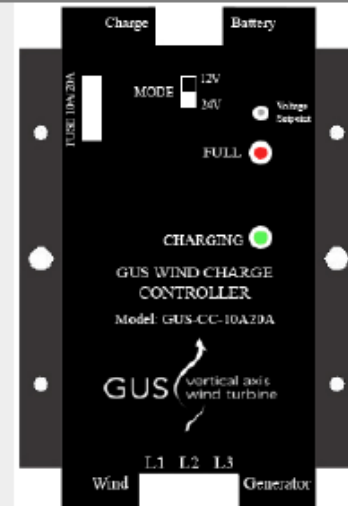 Charge Battery
FUSE 10A/20A
MODE
12V
24V
Voltage
Setpoint
FULL
CHARGING
GUS WIND CHARGE
CONTROLLER
Model: GUS-CC-10A20A
GUS vertical axis
wind turbine
L1 L2 L3
Wind Generator